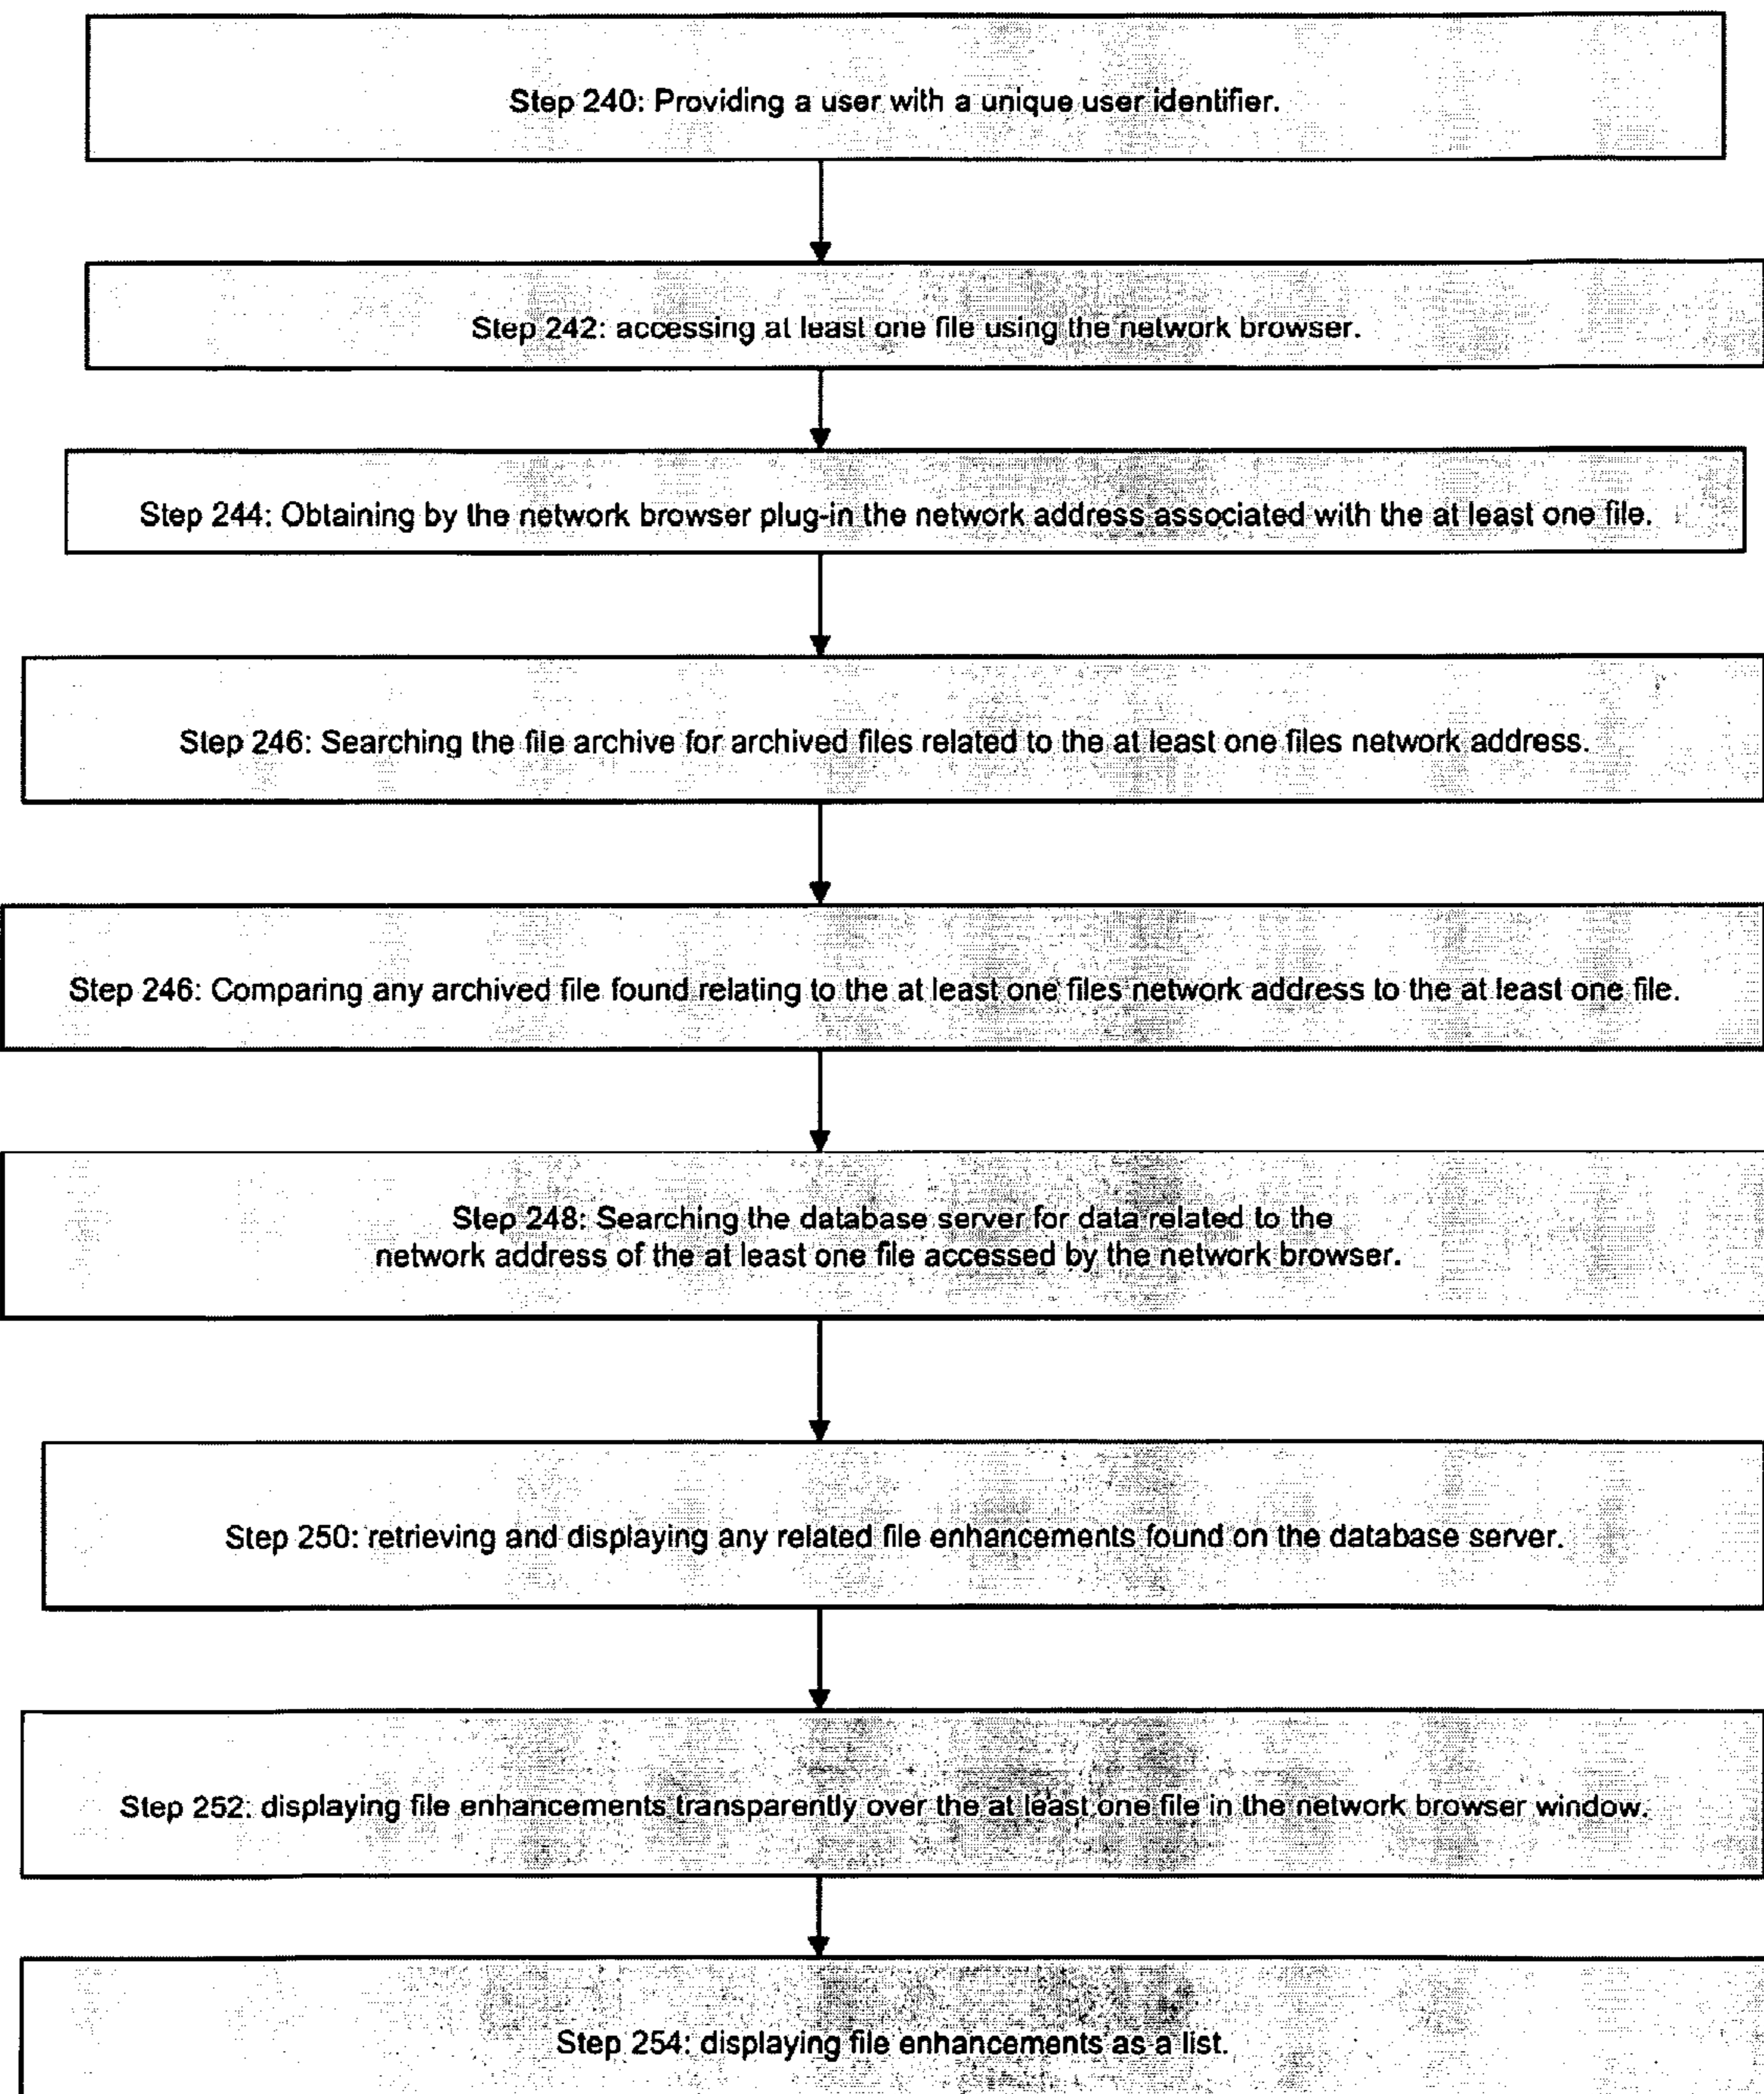 Step 240: Providing a user with a unique user identifier.
Step 242: accessing at least one file using the network browser.
Step 244: Obtaining by the network browser plug-in the network address associated with the at least one file.
Step 246: Searching the file archive for archived files related to the at least one files network address.
Step 246: Comparing any archived file found relating to the at least one files network address to the at least one file.
Step 248: Searching the database server for data related to the
network address of the at least one file accessed by the network browser.
Step 250: retrieving and displaying any related file enhancements found on the database server.
Step 252: displaying file enhancements transparently over the at least one file in the network browser window.
Step 254: displaying file enhancements as a list.